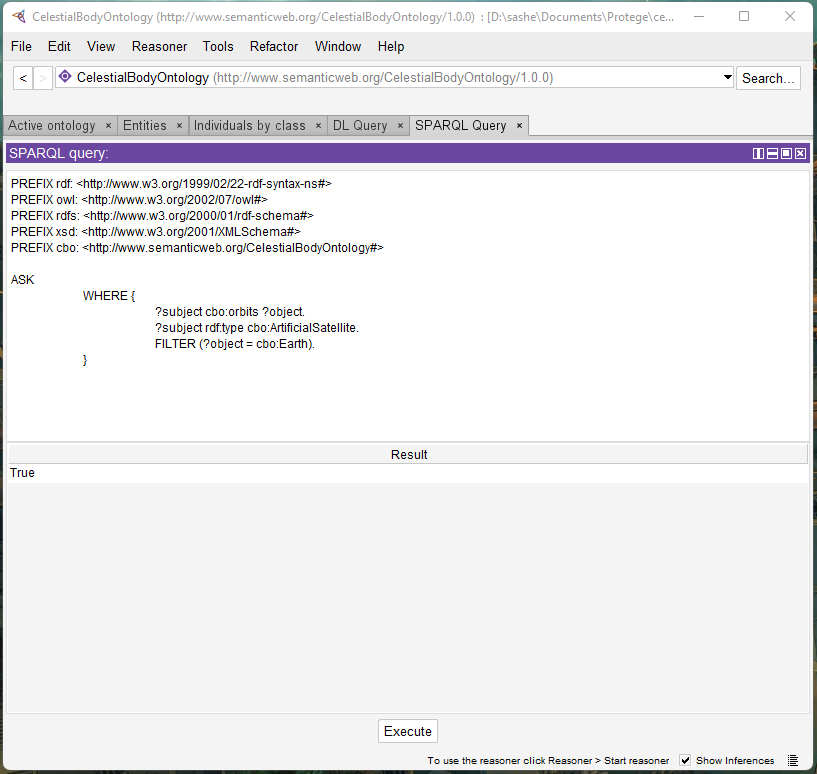 CelestialBodyOntology (http://www.semanticweb.org/CelestialBodyOntology/1.0.0)  : [D:\sashe\Documents\Protege\ce...
File Edit View Reasoner Tools Refactor Window Help
< > CelestialBodyOntology (http://www.semanticweb.org/CelestialBodyOntology/1.0.0) Search...
Active ontology × Entities × Individuals by class × DL Query × SPARQL Query ×
SPARQL query:
PREFIX rdf: <http://www.w3.org/1999/02/22-rdf-syntax-ns#>
PREFIX owl: <http://www.w3.org/2002/07/owl#>
PREFIX rdfs: <http://www.w3.org/2000/01/rdf-schema#>
PREFIX xsd: <http://www.w3.org/2001/XMLSchema#>
PREFIX cbo: <http://www.semanticweb.org/CelestialBodyOntology#>
ASK
WHERE {
?subject cbo:orbits ?object.
?subject rdf:type cbo:ArtificialSatellite.
FILTER (?object = cbo:Earth).
}
Result
True
Execute
To use the reasoner click Reasoner > Start reasoner Show Inferences